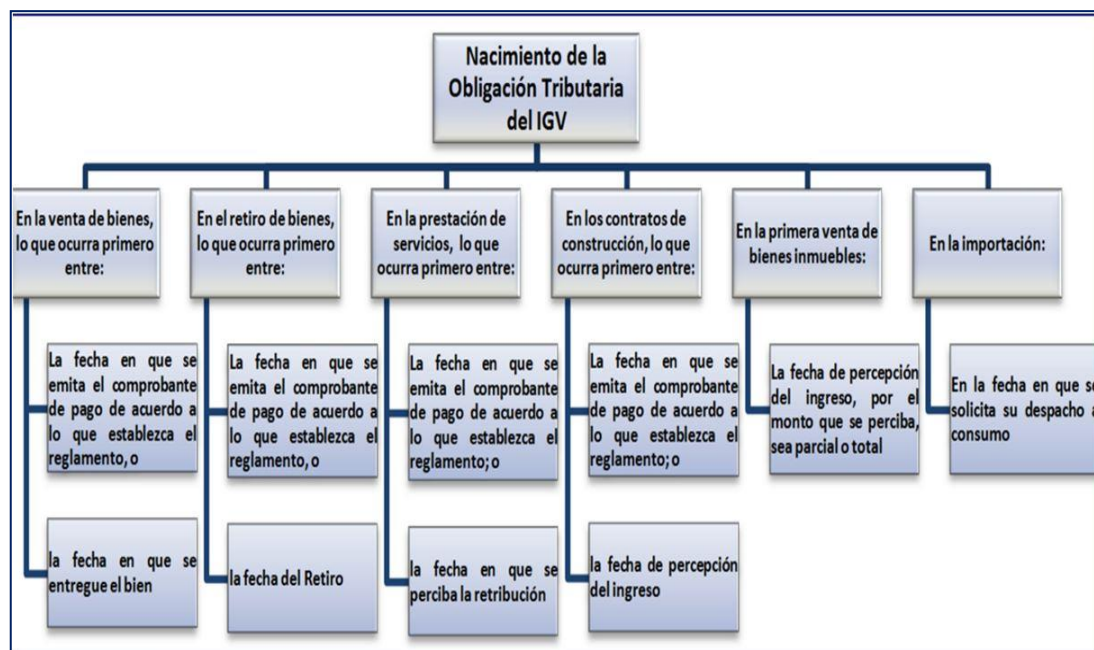 Nacimiento de la
Obligación Tributaria
del IGV
En la venta de bienes,
lo que ocurra primero
entre:
En el retiro de bienes,
lo que ocurra primero
entre:
En la prestación de
servicios, lo que
ocurra primero entre:
En los contratos de
construcción, lo que
ocurra primero entre:
En la primera venta de
bienes inmuebles:
En la importación:
La fecha en que se
emita el comprobante
de pago de acuerdo a
lo que establezca el
reglamento, o
La fecha en que se
emita el comprobante
de pago de acuerdo a
lo que establezca el
reglamento, o
La fecha en que se
emita el comprobante
de pago de acuerdo a
lo que establezca el
reglamento; o
La fecha en que se
emita el comprobante
de pago de acuerdo a
lo que establezca el
reglamento; o
La fecha de percepción
del ingreso, por el
monto que se perciba,
sea parcial o total
En la fecha en que se
solicita su despacho a
consumo
la fecha en que se
entregue el bien
la fecha del Retiro
la fecha en que se
perciba la retribución
la fecha de percepción
del ingreso